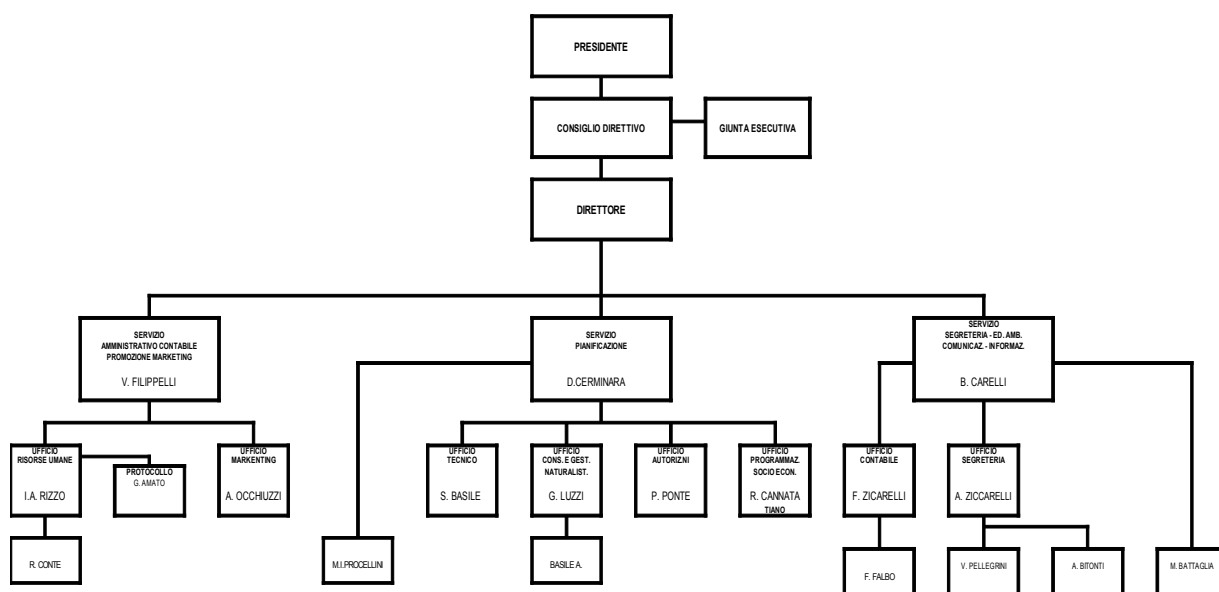 PRESIDENTE
CONSIGLIO DIRETTIVO
GIUNTA ESECUTIVA
DIRETTORE
SERVIZIO
AMMINISTRATIVO CONTABILE
PROMOZIONE MARKETING
V. FILIPPELLI
SERVIZIO
PIANIFICAZIONE
D.CERMINARA
SERVIZIO
SEGRETERIA - ED. AMB.
COMUNICAZ. - INFORMAZ.
B. CARELLI
UFFICIO
RISORSE UMANE
I.A. RIZZO
PROTOCOLLO
G. AMATO
UFFICIO
MARKENTING
A. OCCHIUZZI
UFFICIO
TECNICO
S. BASILE
UFFICIO
CONS. E GEST.
NATURALIST.
G. LUZZI
UFFICIO
AUTORIZ.NI
P. PONTE
UFFICIO
PROGRAMMAZ.
SOCIO ECON.
R. CANNATA
TIANO
UFFICIO
CONTABILE
F. ZICARELLI
UFFICIO
SEGRETERIA
A. ZICCARELLI
R. CONTE
M.I.PROCELLINI
BASILE A.
F. FALBO
V. PELLEGRINI
A. BITONTI
M. BATTAGLIA